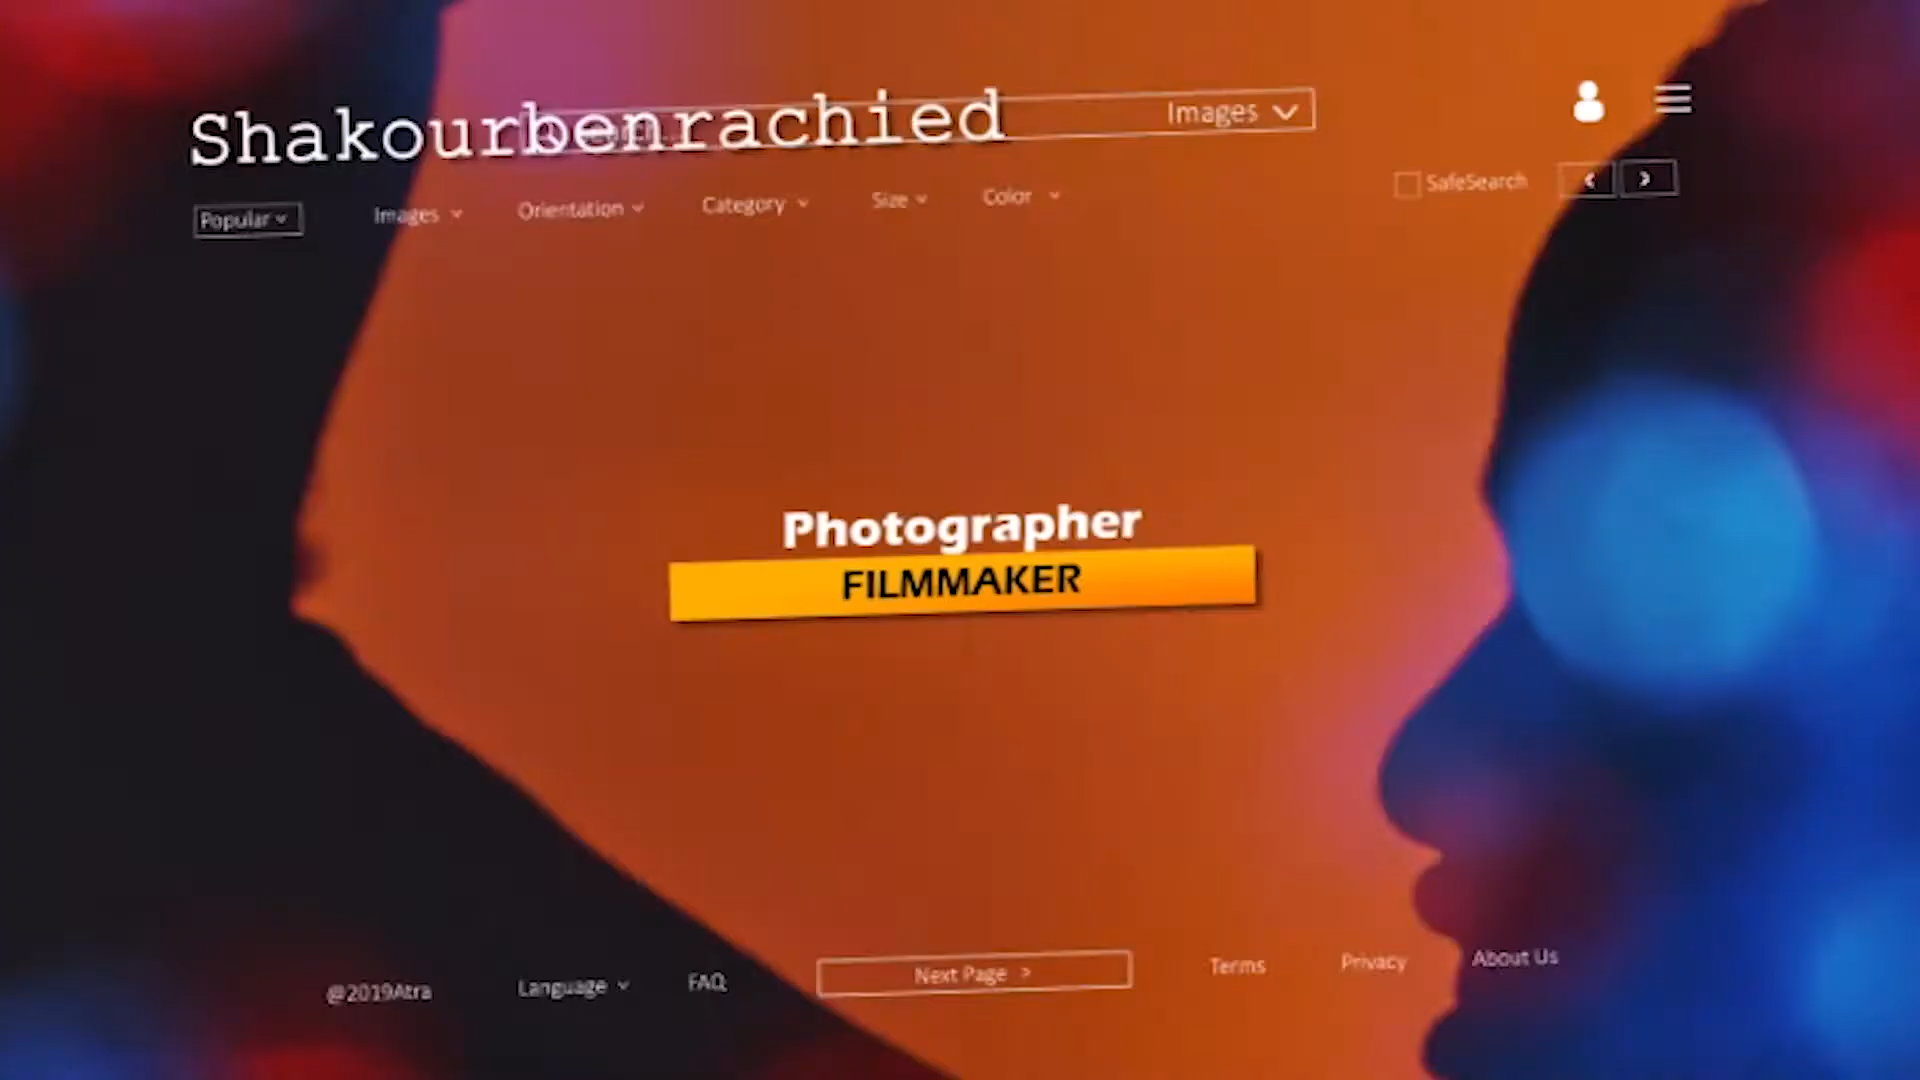 Shakourbenrachied
Images
SafeSearch
Popular Images Orientation Category Size Color
Photographer
FILMMAKER
@2019Atra Language FAQ Next Page > Terms Privacy About Us